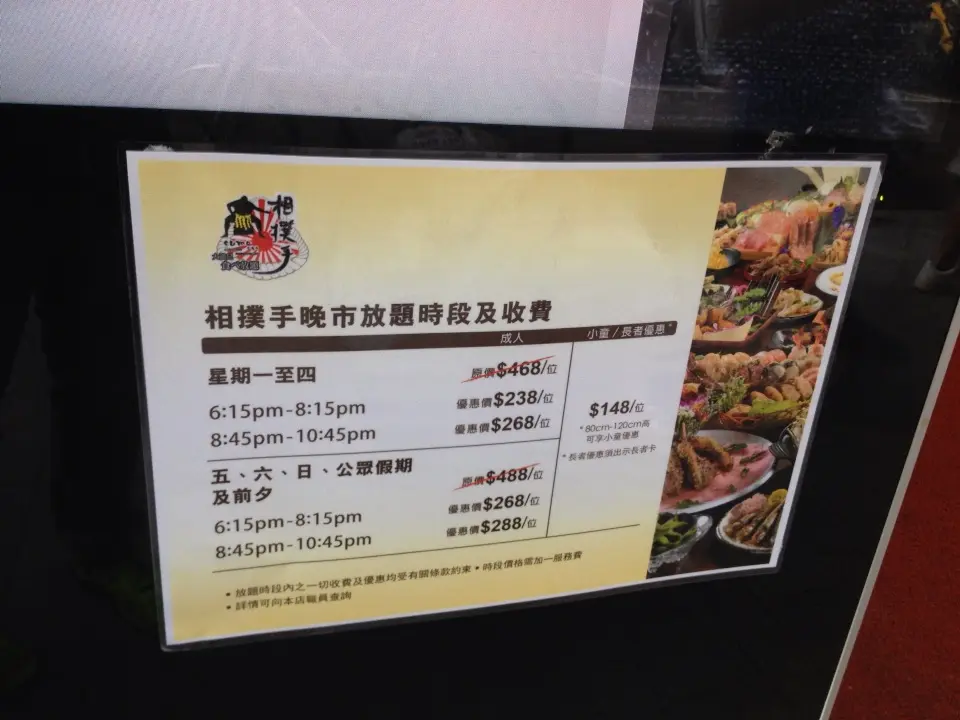 相撲手
食べ放題
相撲手晚市放題時段及收費
成人 小童/長者優惠*
星期一至四 原價$468/位
6:15pm-8:15pm 優惠價$238/位
8:45pm-10:45pm 優惠價$268/位
$148/位
*80cm-120cm高
可享小童優惠
*長者優惠須出示長者卡
五、六、日、公眾假期
及前夕
原價$488/位
6:15pm-8:15pm 優惠價$268/位
8:45pm-10:45pm 優惠價$288/位
•放題時段內之一切收費及優惠均受有關條款約束 •時段價格需加一服務費
•詳情可向本店職員查詢